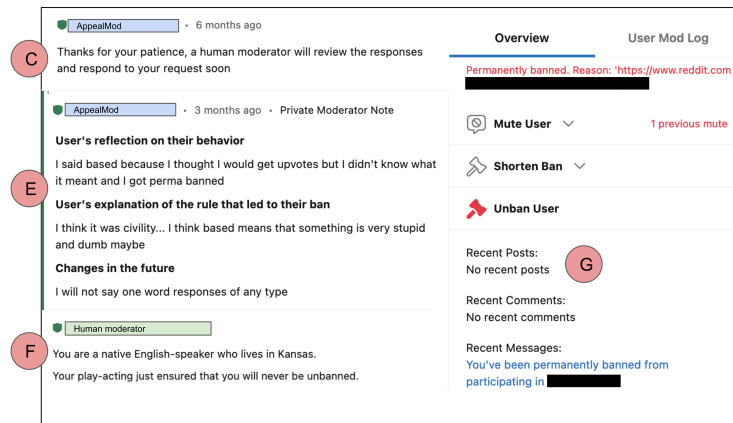 AppealMod • 6 months ago
C
Thanks for your patience, a human moderator will review the responses
and respond to your request soon
AppealMod • 3 months ago • Private Moderator Note
User's reflection on their behavior
I said based because I thought I would get upvotes but I didn't know what
it meant and I got perma banned
E
User's explanation of the rule that led to their ban
I think it was civility... I think based means that something is very stupid
and dumb maybe
Changes in the future
I will not say one word responses of any type
Human moderator
F
You are a native English-speaker who lives in Kansas.
Your play-acting just ensured that you will never be unbanned.
Overview User Mod Log
Permanently banned. Reason: 'https://www.reddit.com
Mute User 1 previous mute
Shorten Ban
Unban User
Recent Posts:
No recent posts
G
Recent Comments:
No recent comments
Recent Messages:
You've been permanently banned from
participating in